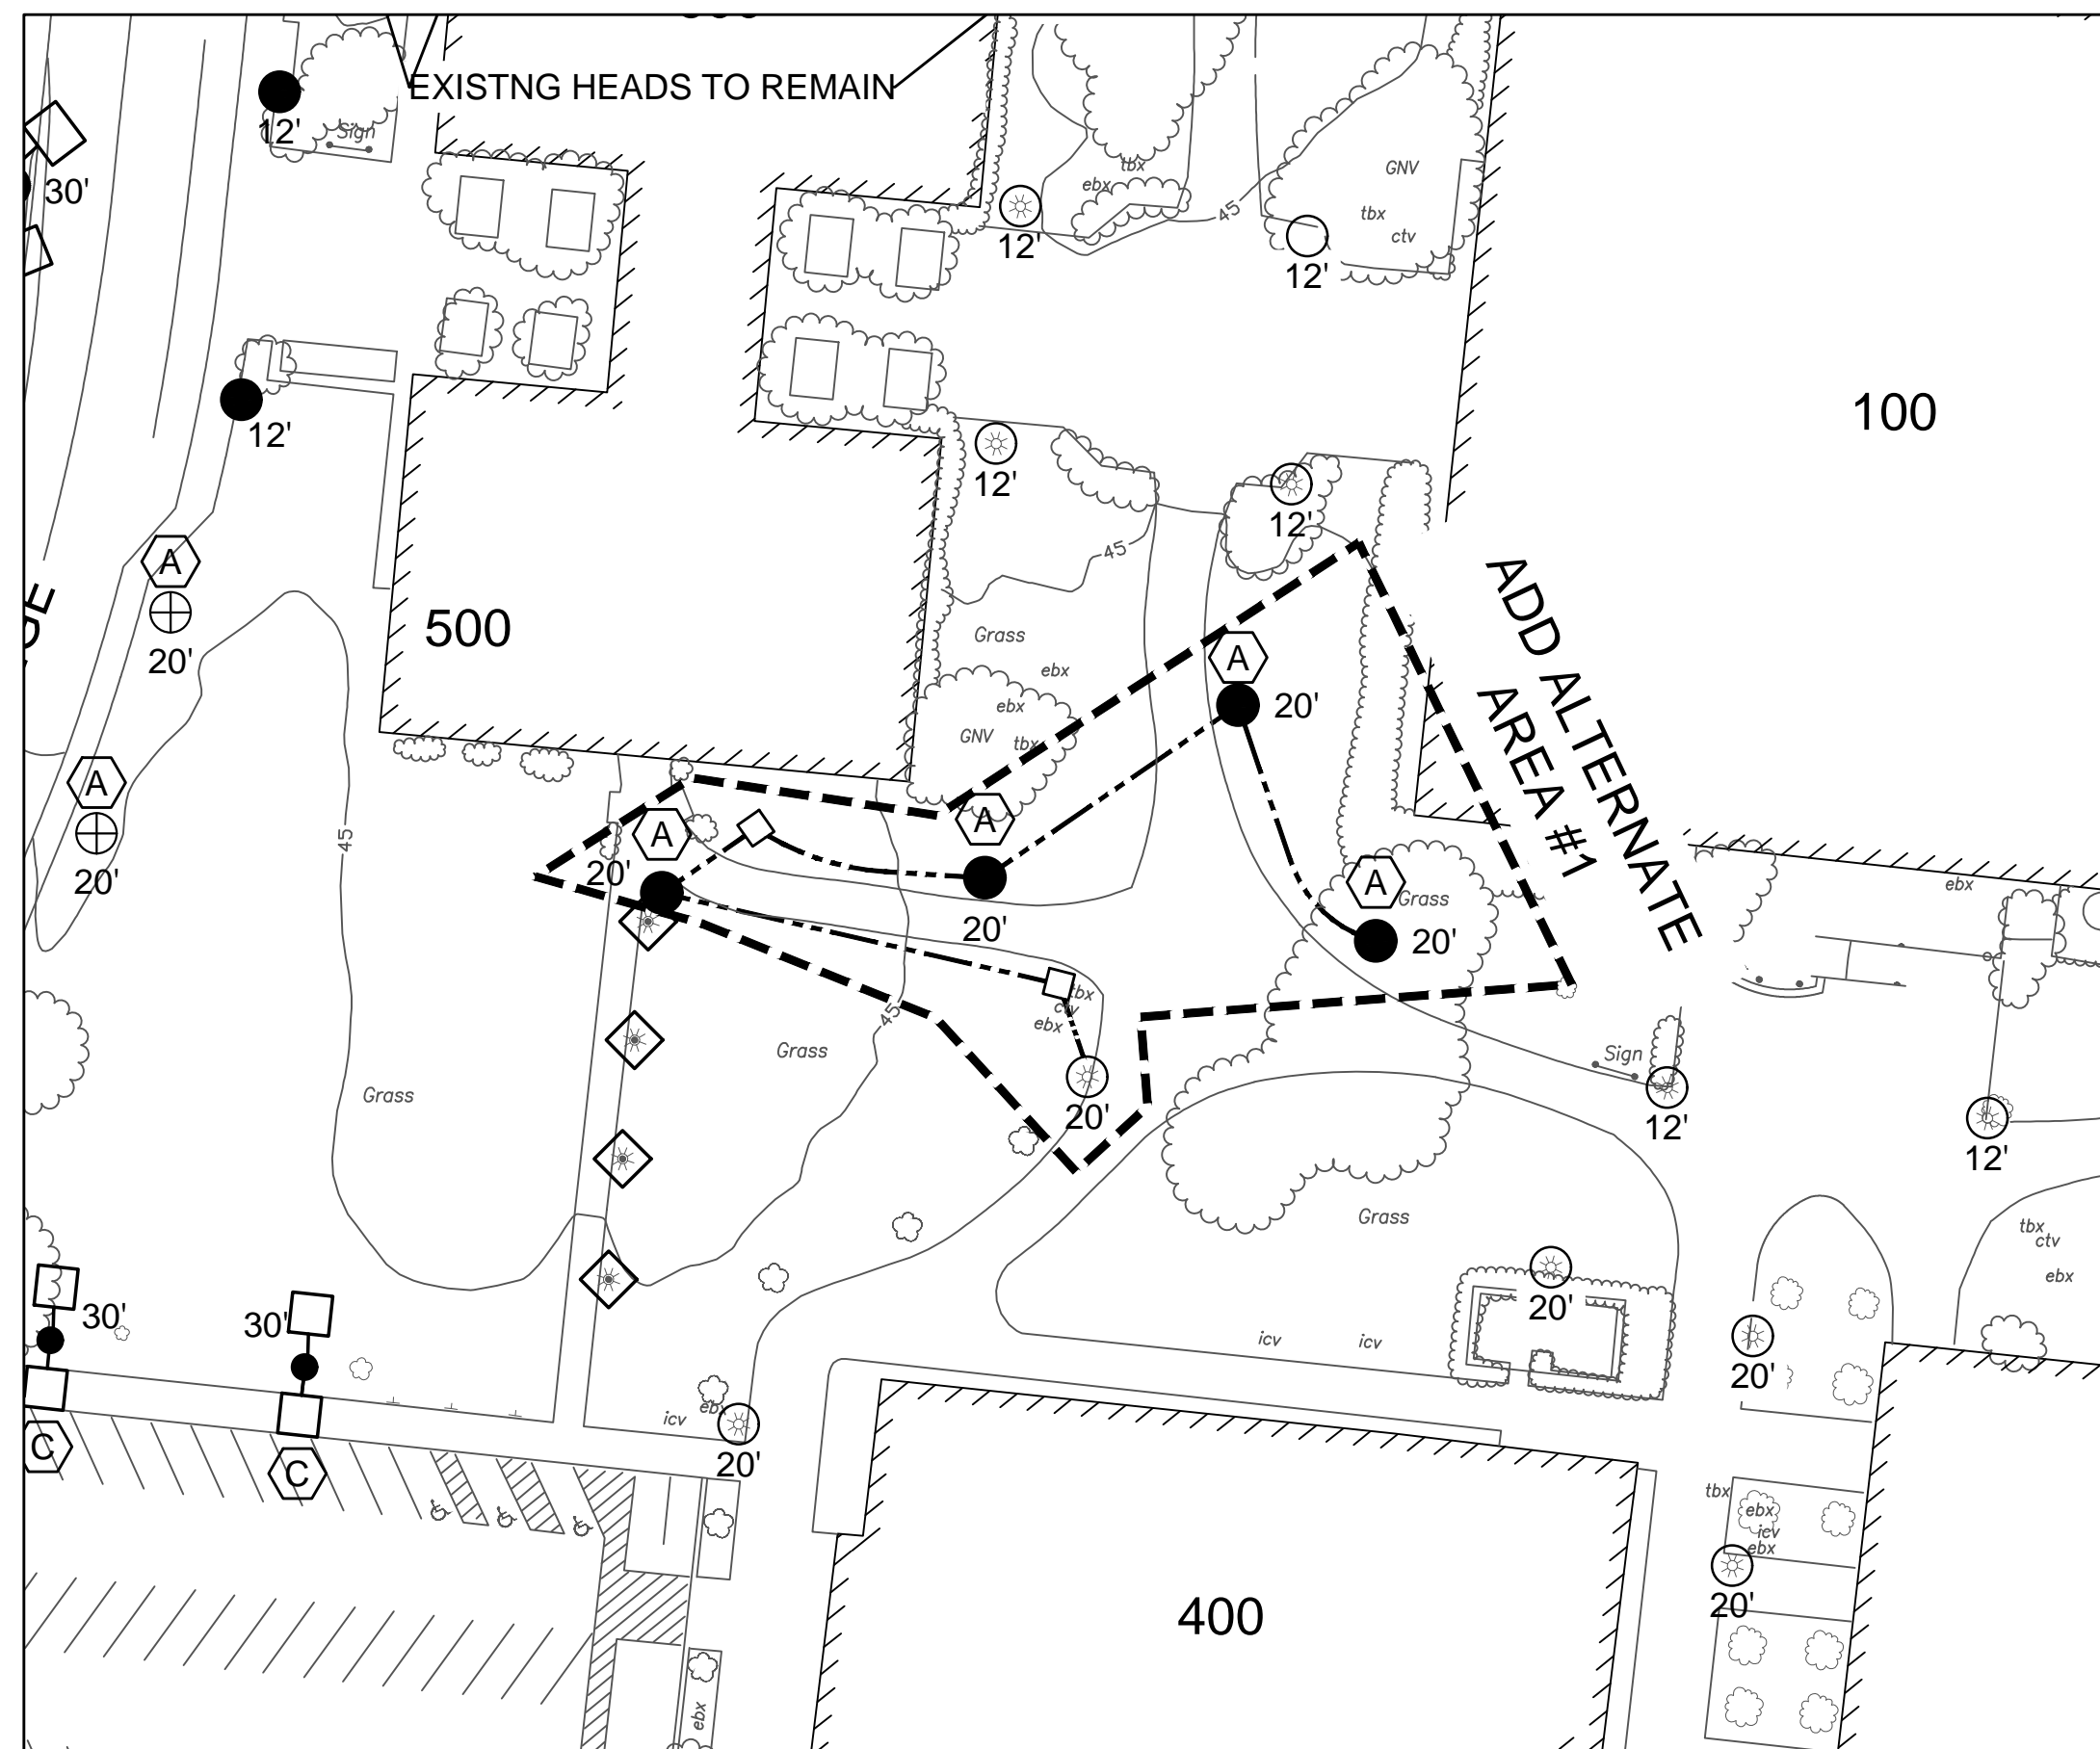 EXISTNG HEADS TO REMAIN
12'
Sign
30'
tbx
ebx
GNV
tbx
ctv
45
12'
12'
12'
100
12'
12'
45
A
20'
500
Grass
ebx
ebx
GNV
tbx
A
20'
ADD ALTERNATE
AREA #1
A
20'
45
A
20'
A
20'
A
Grass
20'
ebx
tbx
ctv
ebx
45
Grass
Sign
Grass
20'
12'
12'
Grass
tbx
ctv
ebx
30'
30'
20'
20'
icv
icv
ebx
icv
20'
C
C
tbx
ebx
icv
ebx
20'
400
ebx